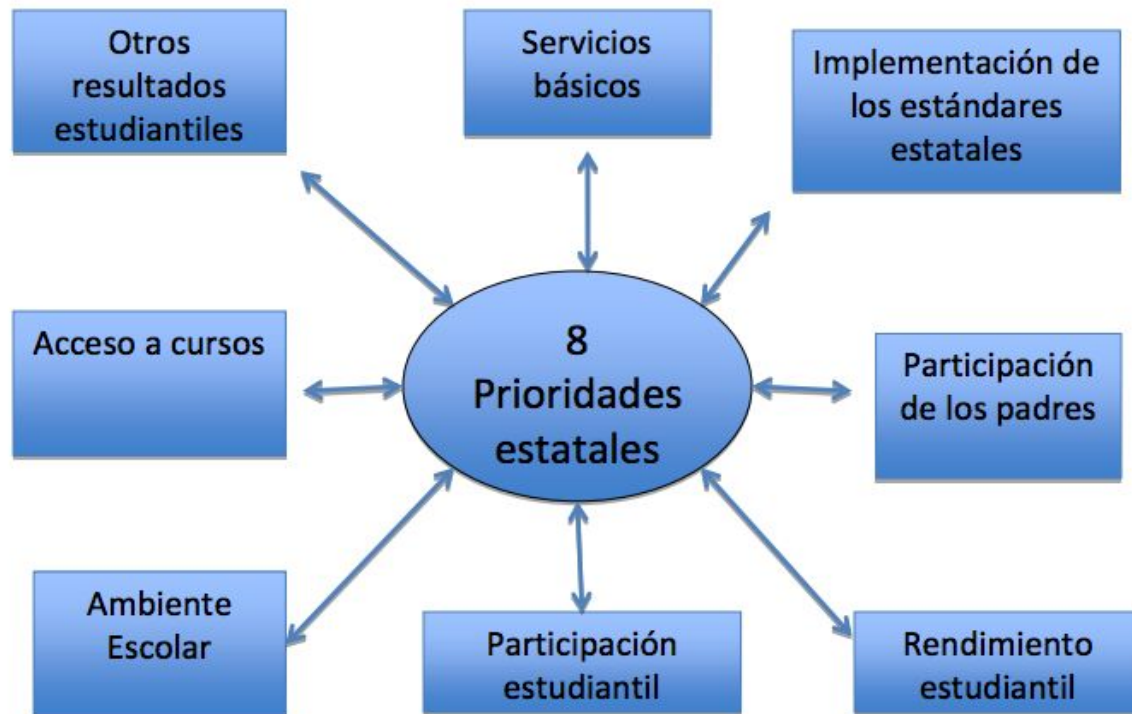 Otros
resultados
estudiantiles
Servicios
básicos
Implementación de
los estándares
estatales
Acceso a cursos
8
Prioridades
estatales
Participación
de los padres
Ambiente
Escolar
Participación
estudiantil
Rendimiento
estudiantil